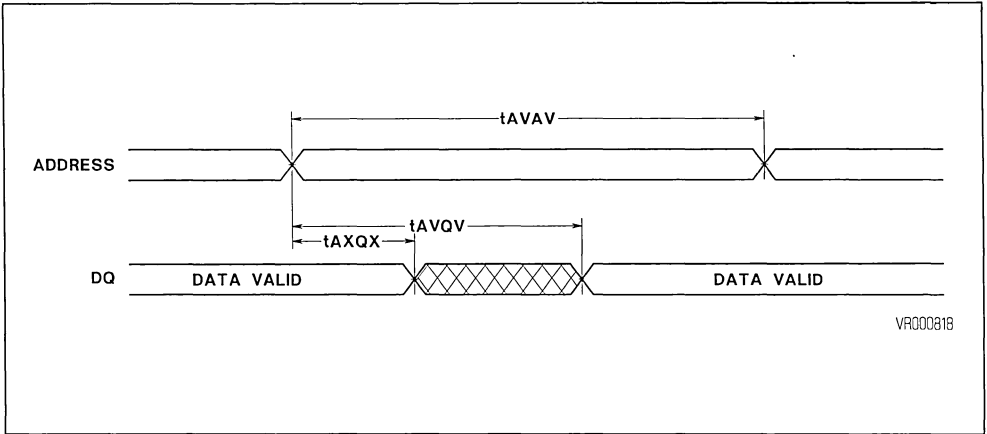 tAVAV
ADDRESS
tAVQV
tAXQX
DQ DATA VALID DATA VALID
VR000818